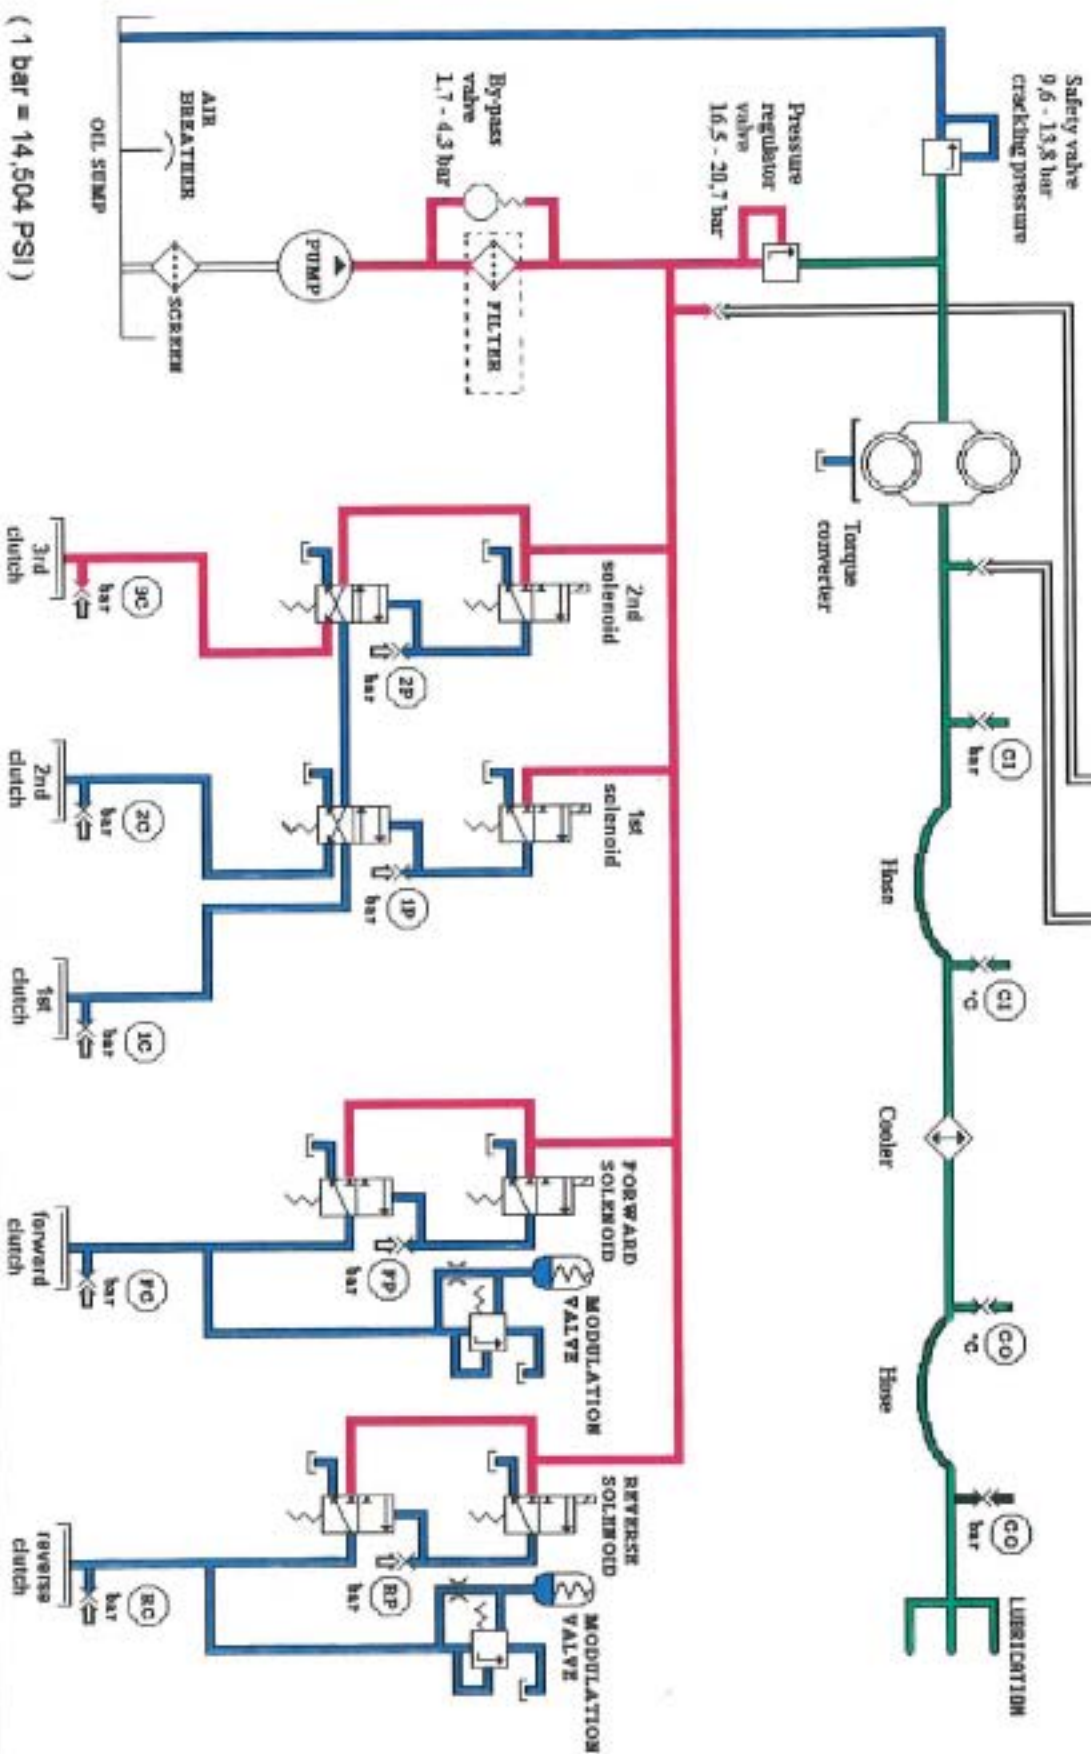 Safety valve
9,6 - 13,8 bar
cracking pressure
Pressure
regulator
valve
16,5 - 20,7 bar
By-pass
valve
1,7 - 4,3 bar
AIR
BREATHER
OIL SUMP
( 1 bar = 14,504 PSI )
SCREEN
PUMP
FILTER
Torque
converter
CI
bar
Hose
CI
°C
Cooler
CO
°C
Hose
CO
bar
LUBRICATION
2nd
solenoid
2P
bar
3C
bar
3rd
clutch
1st
solenoid
1P
bar
2C
bar
2nd
clutch
1C
bar
1st
clutch
FORWARD
SOLENOID
FP
bar
MODULATION
VALVE
FC
bar
forward
clutch
REVERSE
SOLENOID
RP
bar
MODULATION
VALVE
RC
bar
reverse
clutch